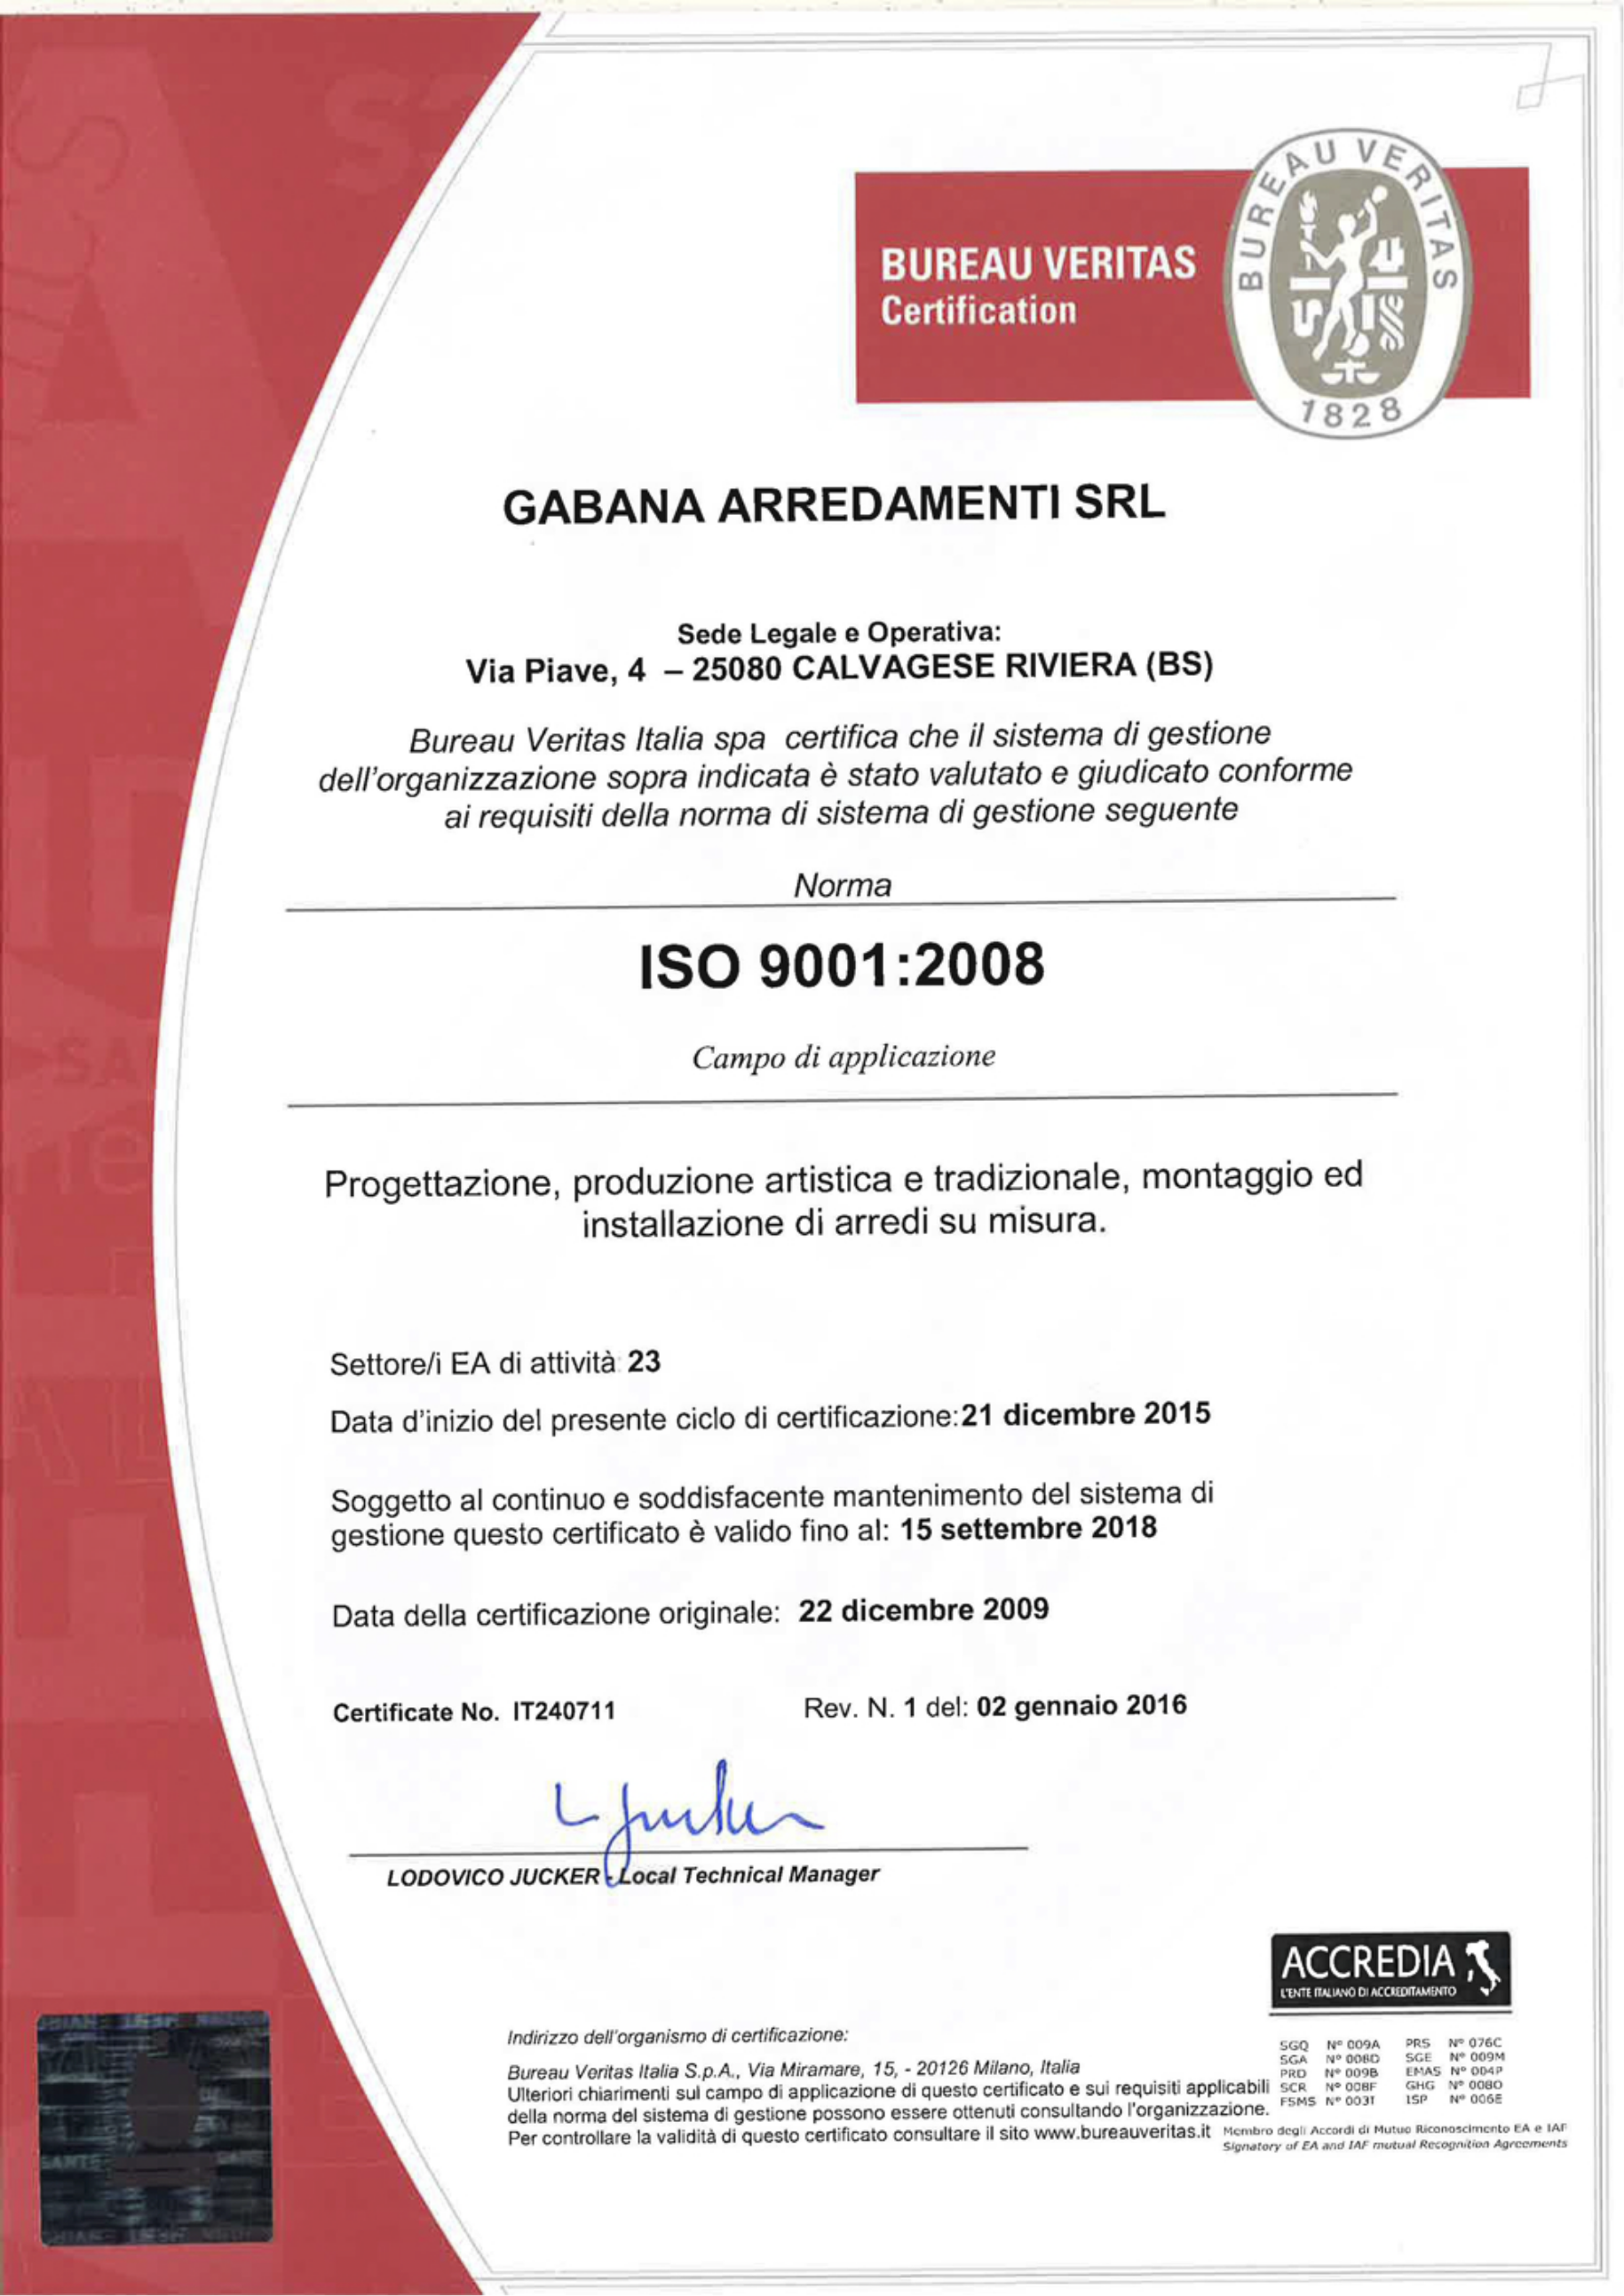 BUREAU VERITAS
1828
BUREAU VERITAS
Certification
GABANA ARREDAMENTI SRL
Sede Legale e Operativa:
Via Piave, 4 – 25080 CALVAGESE RIVIERA (BS)
Bureau Veritas Italia spa certifica che il sistema di gestione
dell'organizzazione sopra indicata è stato valutato e giudicato conforme
ai requisiti della norma di sistema di gestione seguente
Norma
ISO 9001:2008
Campo di applicazione
Progettazione, produzione artistica e tradizionale, montaggio ed
installazione di arredi su misura.
Settore/i EA di attività: 23
Data d'inizio del presente ciclo di certificazione:21 dicembre 2015
Soggetto al continuo e soddisfacente mantenimento del sistema di
gestione questo certificato è valido fino al: 15 settembre 2018
Data della certificazione originale: 22 dicembre 2009
Certificate No. IT240711 Rev. N. 1 del: 02 gennaio 2016
L Jucker
LODOVICO JUCKER - Local Technical Manager
ACCREDIA
L'ENTE ITALIANO DI ACCREDITAMENTO
Indirizzo dell'organismo di certificazione:
Bureau Veritas Italia S.p.A., Via Miramare, 15, - 20126 Milano, Italia
Ulteriori chiarimenti sul campo di applicazione di questo certificato e sui requisiti applicabili
della norma del sistema di gestione possono essere ottenuti consultando l'organizzazione.
Per controllare la validità di questo certificato consultare il sito www.bureauveritas.it
SGQ N° 009A PRS N° 076C
SGA N° 008D SGE N° 009M
PRD N° 009B EMAS N° 004P
SCR N° 008F GHG N° 008O
FSMS N° 003I ISP N° 006E
Membro degli Accordi di Mutuo Riconoscimento EA e IAF
Signatory of EA and IAF mutual Recognition Agreements